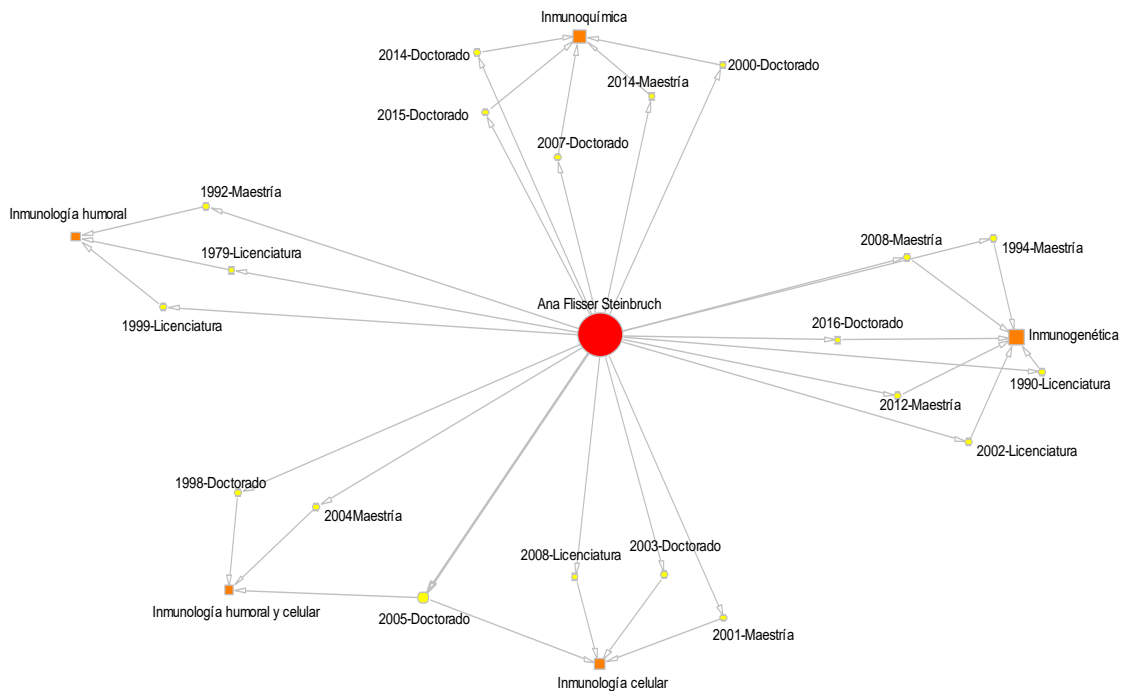 Inmunoquímica
2014-Doctorado
2000-Doctorado
2014-Maestría
2015-Doctorado
2007-Doctorado
1992-Maestría
Inmunología humoral
2008-Maestría
1994-Maestría
1979-Licenciatura
Ana Flisser Steinbruch
1999-Licenciatura
2016-Doctorado
Inmunogenética
1990-Licenciatura
2012-Maestría
2002-Licenciatura
1998-Doctorado
2004Maestría
2008-Licenciatura
2003-Doctorado
Inmunología humoral y celular
2005-Doctorado
2001-Maestría
Inmunología celular